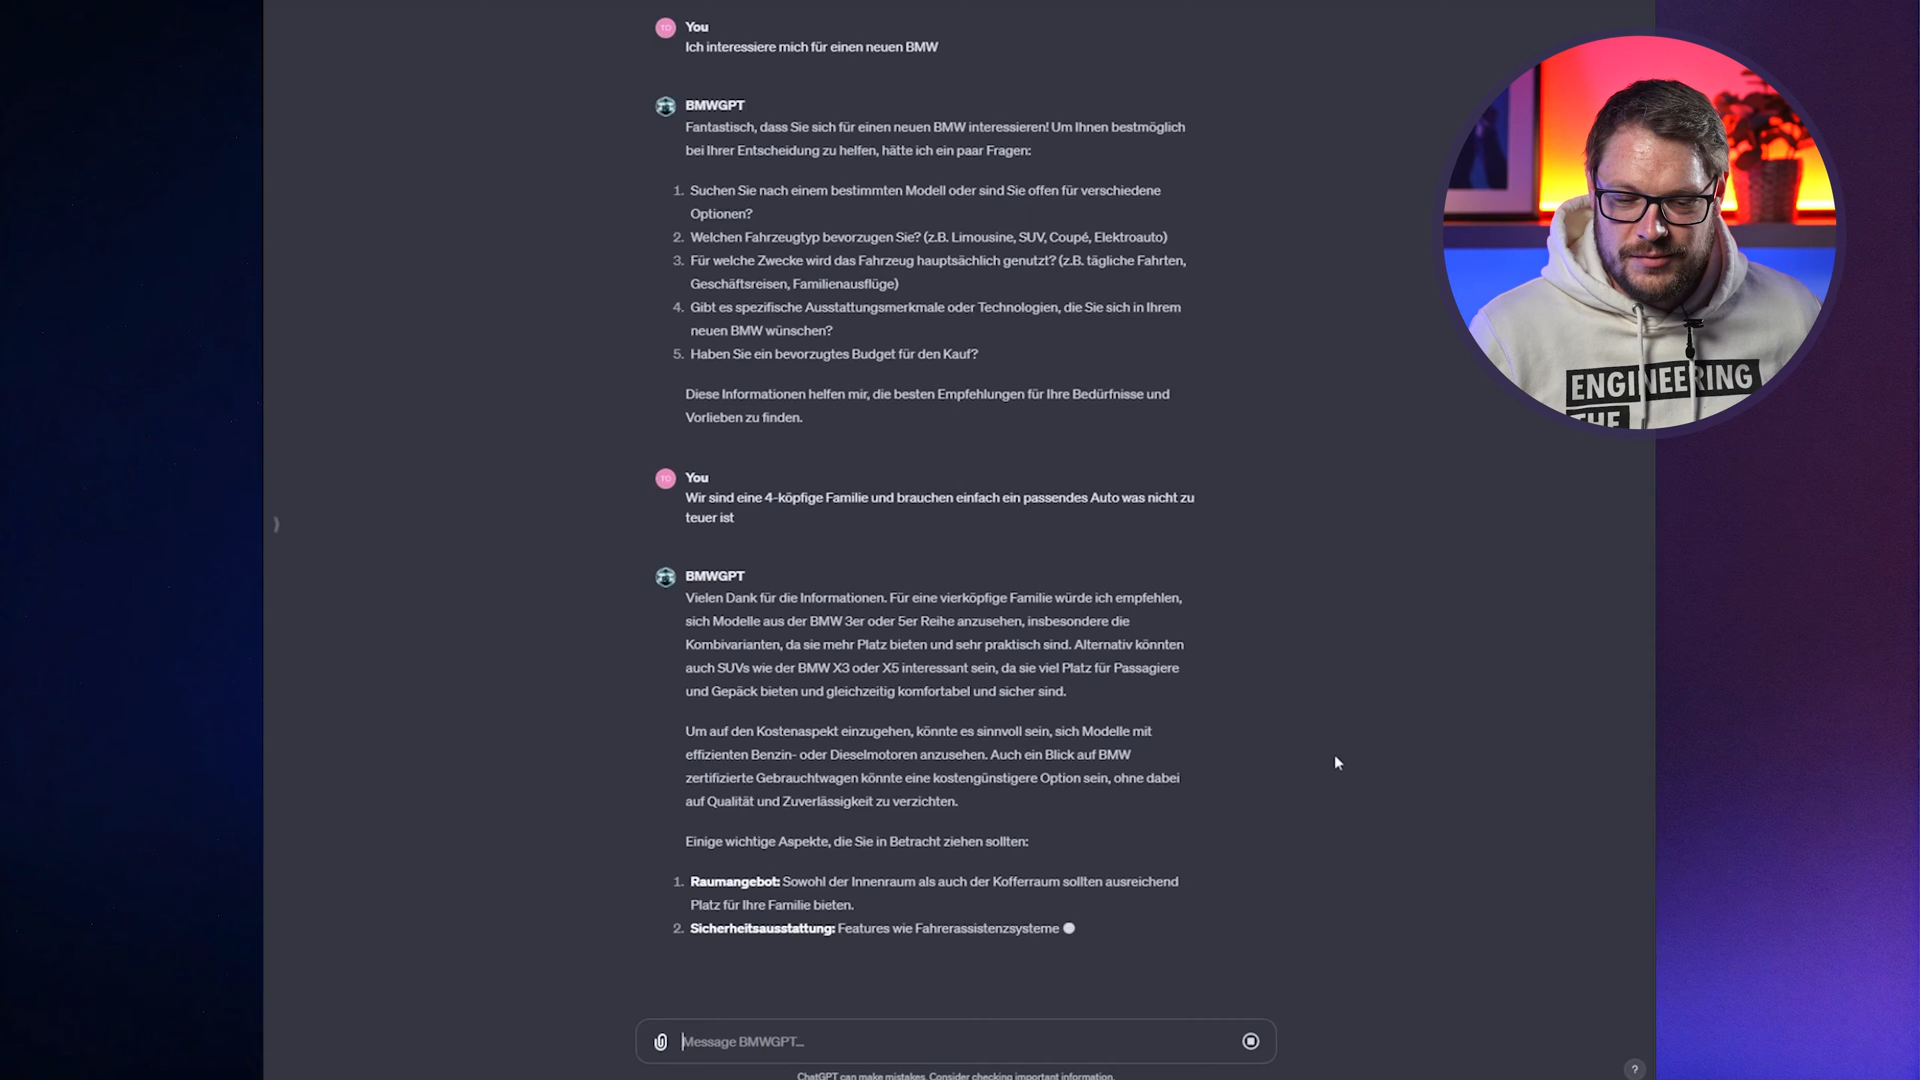 TO
You
Ich interessiere mich für einen neuen BMW
BMWGPT
Fantastisch, dass Sie sich für einen neuen BMW interessieren! Um Ihnen bestmöglich
bei Ihrer Entscheidung zu helfen, hätte ich ein paar Fragen:
1. Suchen Sie nach einem bestimmten Modell oder sind Sie offen für verschiedene
Optionen?
2. Welchen Fahrzeugtyp bevorzugen Sie? (z.B. Limousine, SUV, Coupé, Elektroauto)
3. Für welche Zwecke wird das Fahrzeug hauptsächlich genutzt? (z.B. tägliche Fahrten,
Geschäftsreisen, Familienausflüge)
4. Gibt es spezifische Ausstattungsmerkmale oder Technologien, die Sie sich in Ihrem
neuen BMW wünschen?
5. Haben Sie ein bevorzugtes Budget für den Kauf?
Diese Informationen helfen mir, die besten Empfehlungen für Ihre Bedürfnisse und
Vorlieben zu finden.
TO
You
Wir sind eine 4-köpfige Familie und brauchen einfach ein passendes Auto was nicht zu
teuer ist
BMWGPT
Vielen Dank für die Informationen. Für eine vierköpfige Familie würde ich empfehlen,
sich Modelle aus der BMW 3er oder 5er Reihe anzusehen, insbesondere die
Kombivarianten, da sie mehr Platz bieten und sehr praktisch sind. Alternativ könnten
auch SUVs wie der BMW X3 oder X5 interessant sein, da sie viel Platz für Passagiere
und Gepäck bieten und gleichzeitig komfortabel und sicher sind.
Um auf den Kostenaspekt einzugehen, könnte es sinnvoll sein, sich Modelle mit
effizienten Benzin- oder Dieselmotoren anzusehen. Auch ein Blick auf BMW
zertifizierte Gebrauchtwagen könnte eine kostengünstigere Option sein, ohne dabei
auf Qualität und Zuverlässigkeit zu verzichten.
Einige wichtige Aspekte, die Sie in Betracht ziehen sollten:
1. Raumangebot: Sowohl der Innenraum als auch der Kofferraum sollten ausreichend
Platz für Ihre Familie bieten.
2. Sicherheitsausstattung: Features wie Fahrerassistenzsysteme
Message BMWGPT...
ChatGPT can make mistakes. Consider checking important information.
?
ENGINEERING
THE